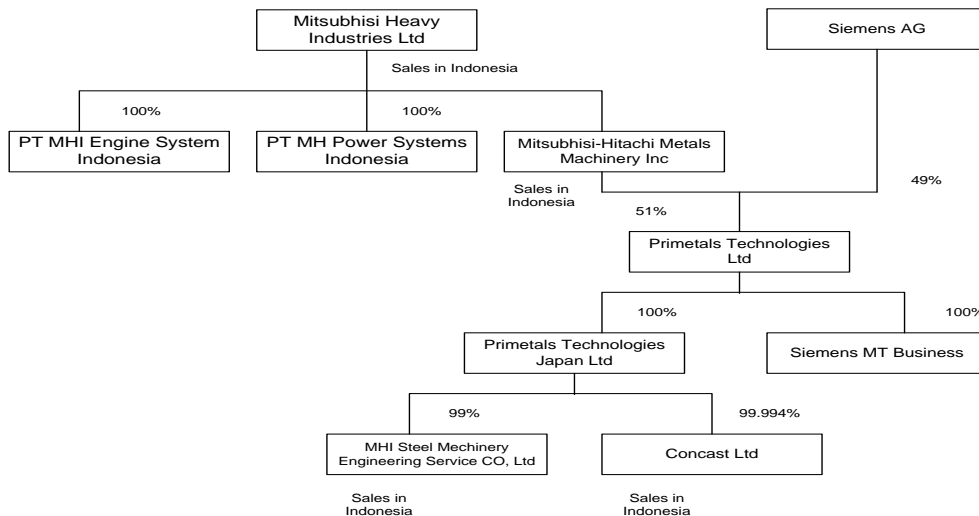 Mitsubhisi Heavy
Industries Ltd
Siemens AG
Sales in Indonesia
100%
100%
PT MHI Engine System
Indonesia
PT MH Power Systems
Indonesia
Mitsubhisi-Hitachi Metals
Machinery Inc
Sales in
Indonesia
49%
51%
Primetals Technologies
Ltd
100%
100%
Primetals Technologies
Japan Ltd
Siemens MT Business
99%
99.994%
MHI Steel Mechinery
Engineering Service CO, Ltd
Concast Ltd
Sales in
Indonesia
Sales in
Indonesia